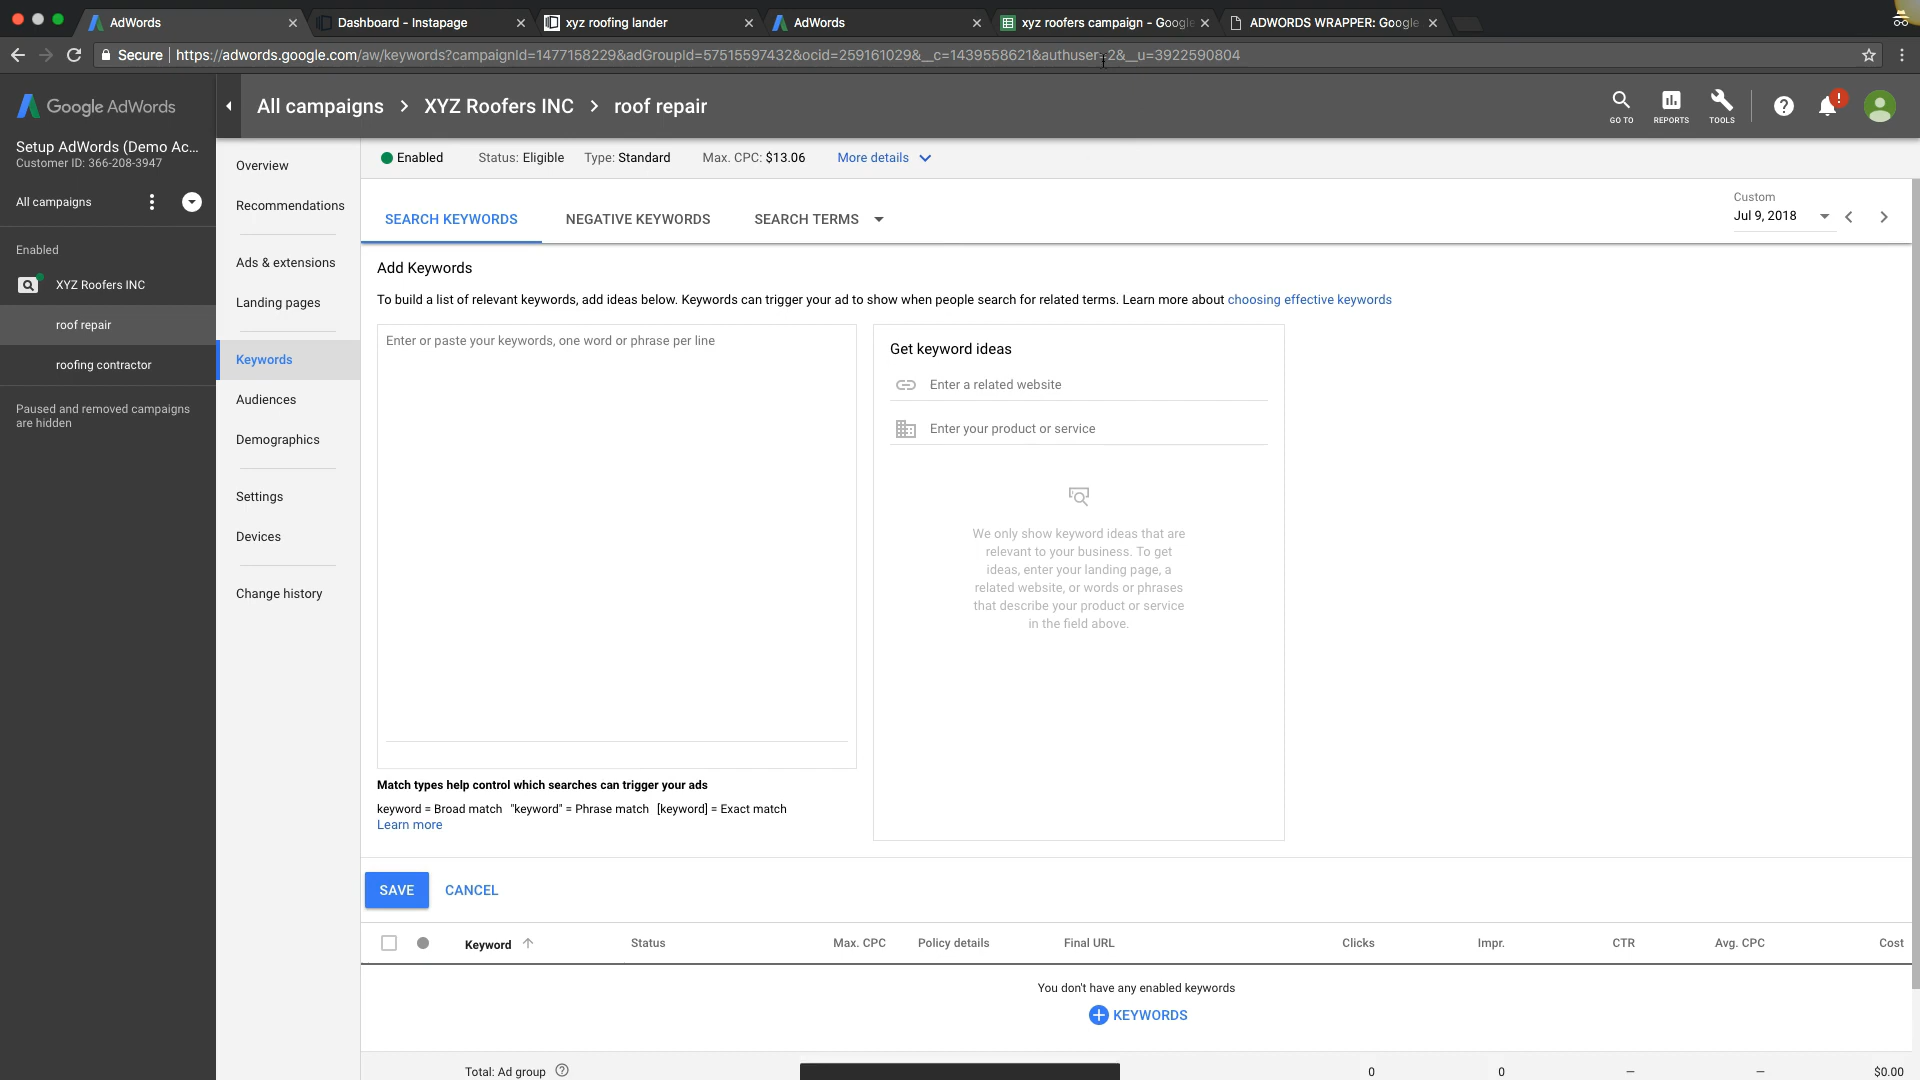 AdWords
Dashboard - Instapage
xyz roofing lander
AdWords
xyz roofers campaign - Google
ADWORDS WRAPPER: Google
Secure
https://adwords.google.com/aw/keywords?campaignId=1477158229&adGroupId=57515597432&ocid=259161029&__c=1439558621&authuser=2&__u=3922590804
Google AdWords
All campaigns > XYZ Roofers INC > roof repair
GO TO
REPORTS
TOOLS
?
!
Setup AdWords (Demo Ac...
Customer ID: 366-208-3947
All campaigns
Enabled
XYZ Roofers INC
roof repair
roofing contractor
Paused and removed campaigns
are hidden
Overview
Recommendations
Ads & extensions
Landing pages
Keywords
Audiences
Demographics
Settings
Devices
Change history
Enabled
Status: Eligible
Type: Standard
Max. CPC: $13.06
More details
SEARCH KEYWORDS
NEGATIVE KEYWORDS
SEARCH TERMS
Custom
Jul 9, 2018
Add Keywords
To build a list of relevant keywords, add ideas below. Keywords can trigger your ad to show when people search for related terms. Learn more about choosing effective keywords
Enter or paste your keywords, one word or phrase per line
Get keyword ideas
Enter a related website
Enter your product or service
We only show keyword ideas that are
relevant to your business. To get
ideas, enter your landing page, a
related website, or words or phrases
that describe your product or service
in the field above.
Match types help control which searches can trigger your ads
keyword = Broad match "keyword" = Phrase match [keyword] = Exact match
Learn more
SAVE
CANCEL
Keyword
Status
Max. CPC
Policy details
Final URL
Clicks
Impr.
CTR
Avg. CPC
Cost
You don't have any enabled keywords
KEYWORDS
Total: Ad group
?
0
0
–
–
$0.00